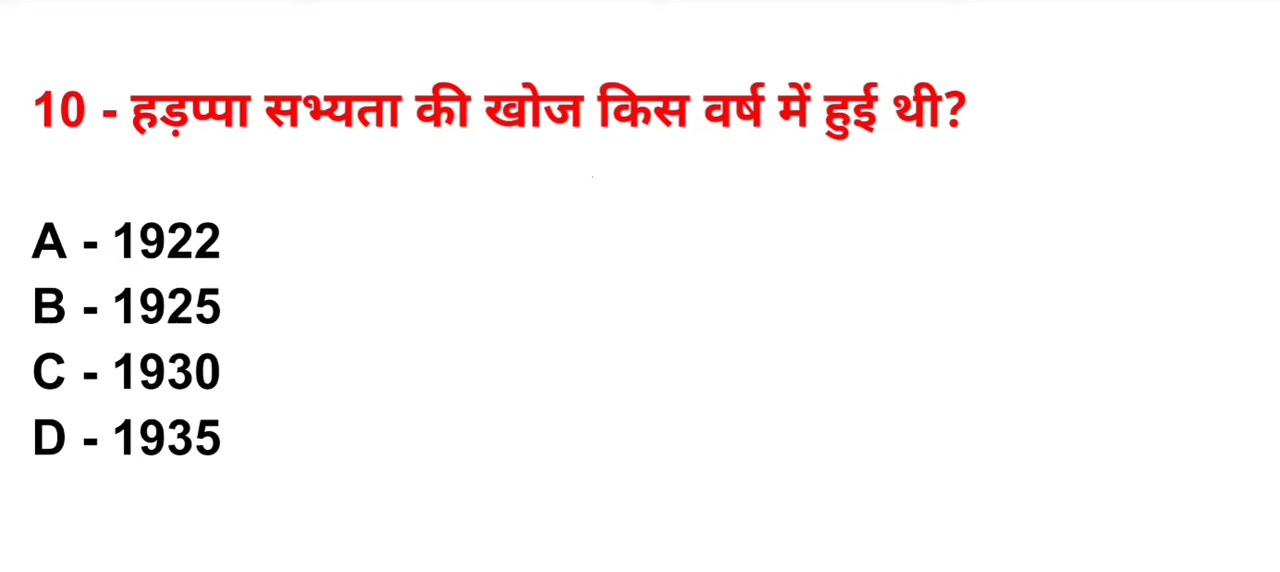 10 - हड़प्पा सभ्यता की खोज किस वर्ष में हुई थी?
A - 1922
B - 1925
C - 1930
D - 1935